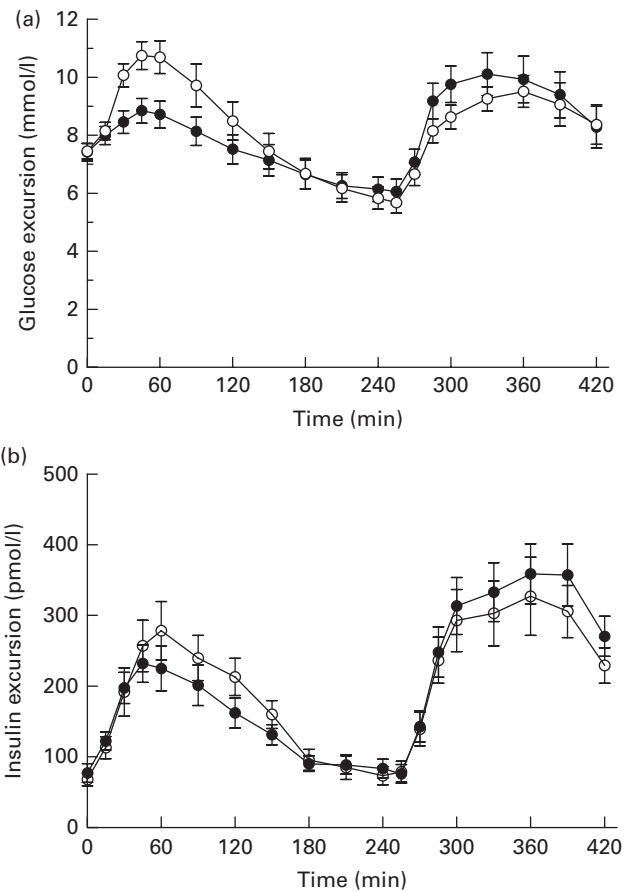 (a)
12
10
8
6
4
2
0
Glucose excursion (mmol/l)
0 60 120 180 240 300 360 420
Time (min)
(b)
500
400
300
200
100
0
Insulin excursion (pmol/l)
0 60 120 180 240 300 360 420
Time (min)